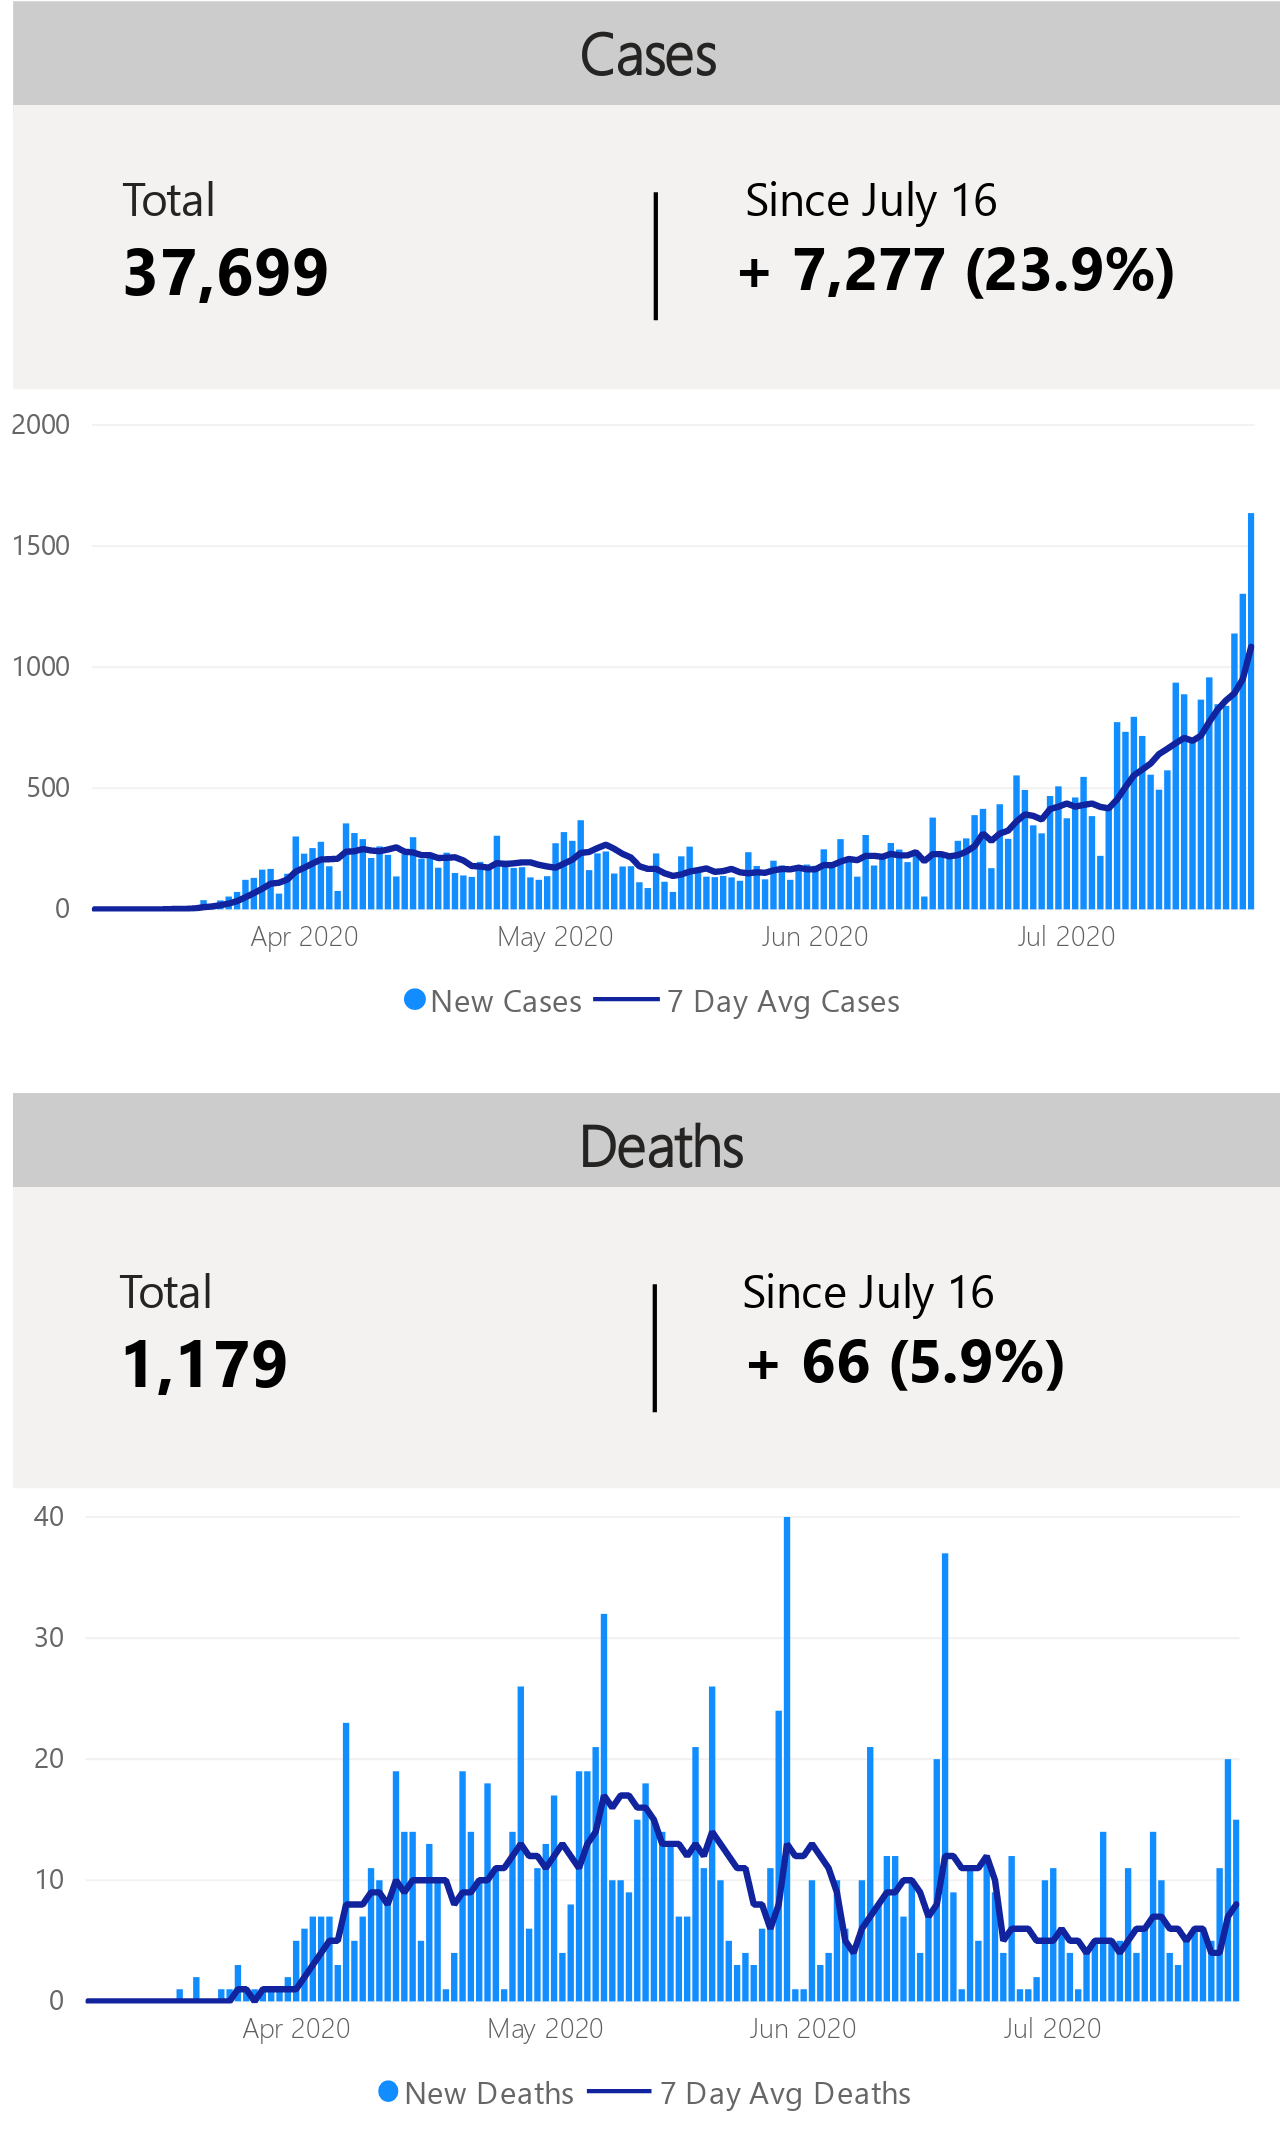 Cases
Total
Since July 16
37,699
+ 7,277 (23.9%)
2000
1500
1000
500
0
Apr 2020
May 2020
Jun 2020
Jul 2020
New Cases
7 Day Avg Cases
Deaths
Total
Since July 16
1,179
+ 66 (5.9%)
40
30
20
10
0
Apr 2020
May 2020
Jun 2020
Jul 2020
New Deaths
7 Day Avg Deaths